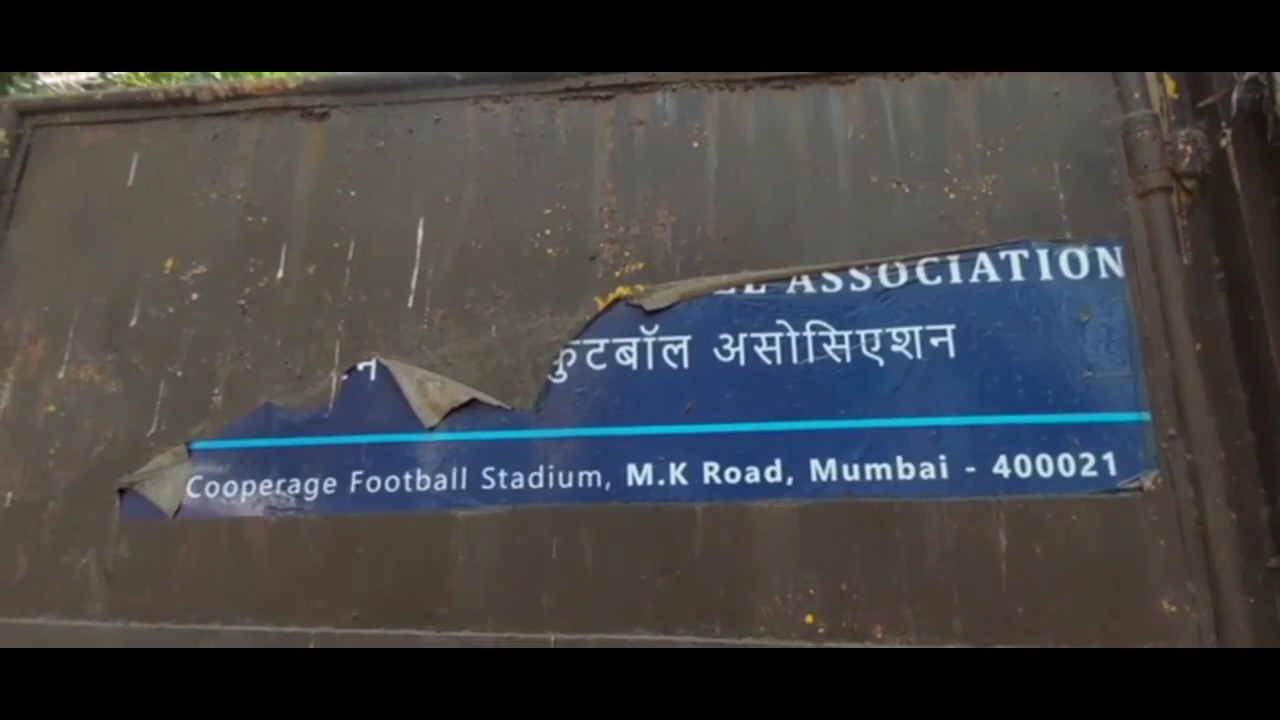 ASSOCIATION
फुटबॉल असोसिएशन
Cooperage Football Stadium, M.K Road, Mumbai - 400021